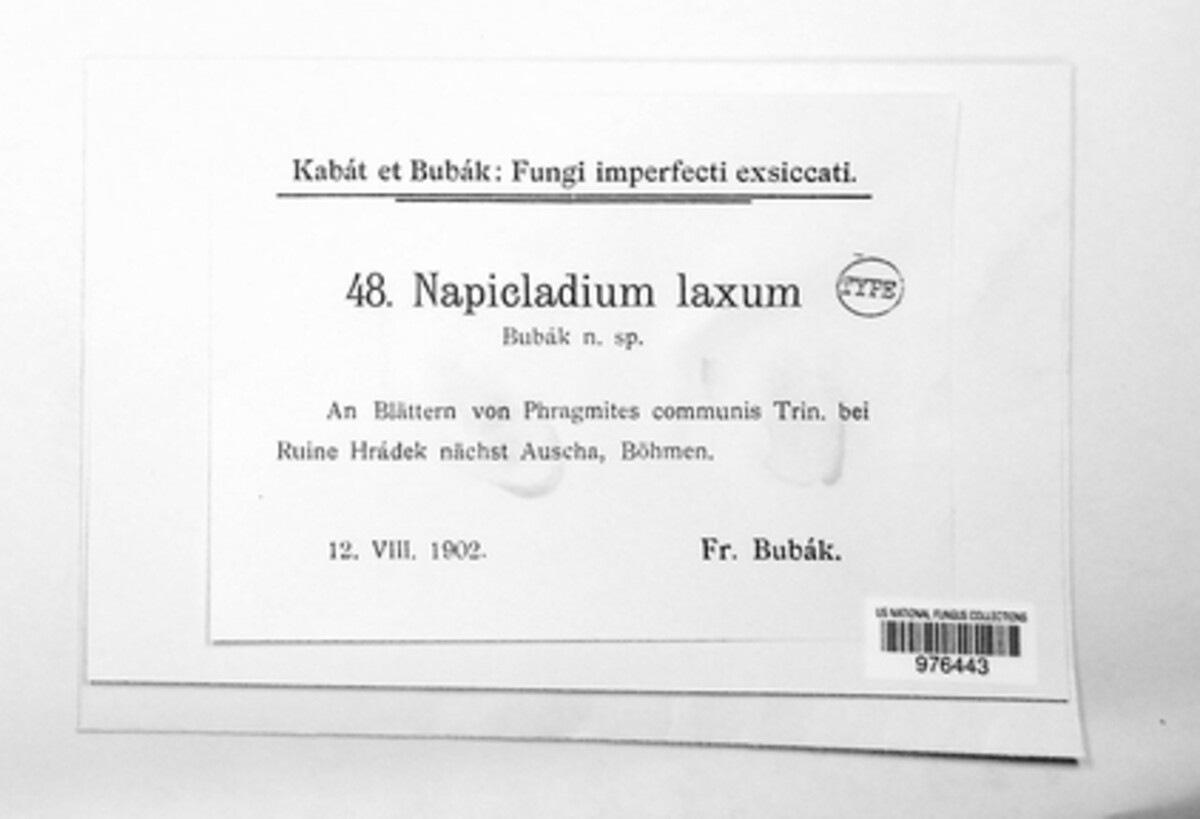 Kabát et Bubák: Fungi imperfecti exsiccati.
48. Napicladium laxum
TYPE
Bubák n. sp.
An Blättern von Phragmites communis Trin. bei
Ruine Hrádek nächst Auscha, Böhmen.
12. VIII. 1902.
Fr. Bubák.
US NATIONAL FUNGUS COLLECTIONS
976443